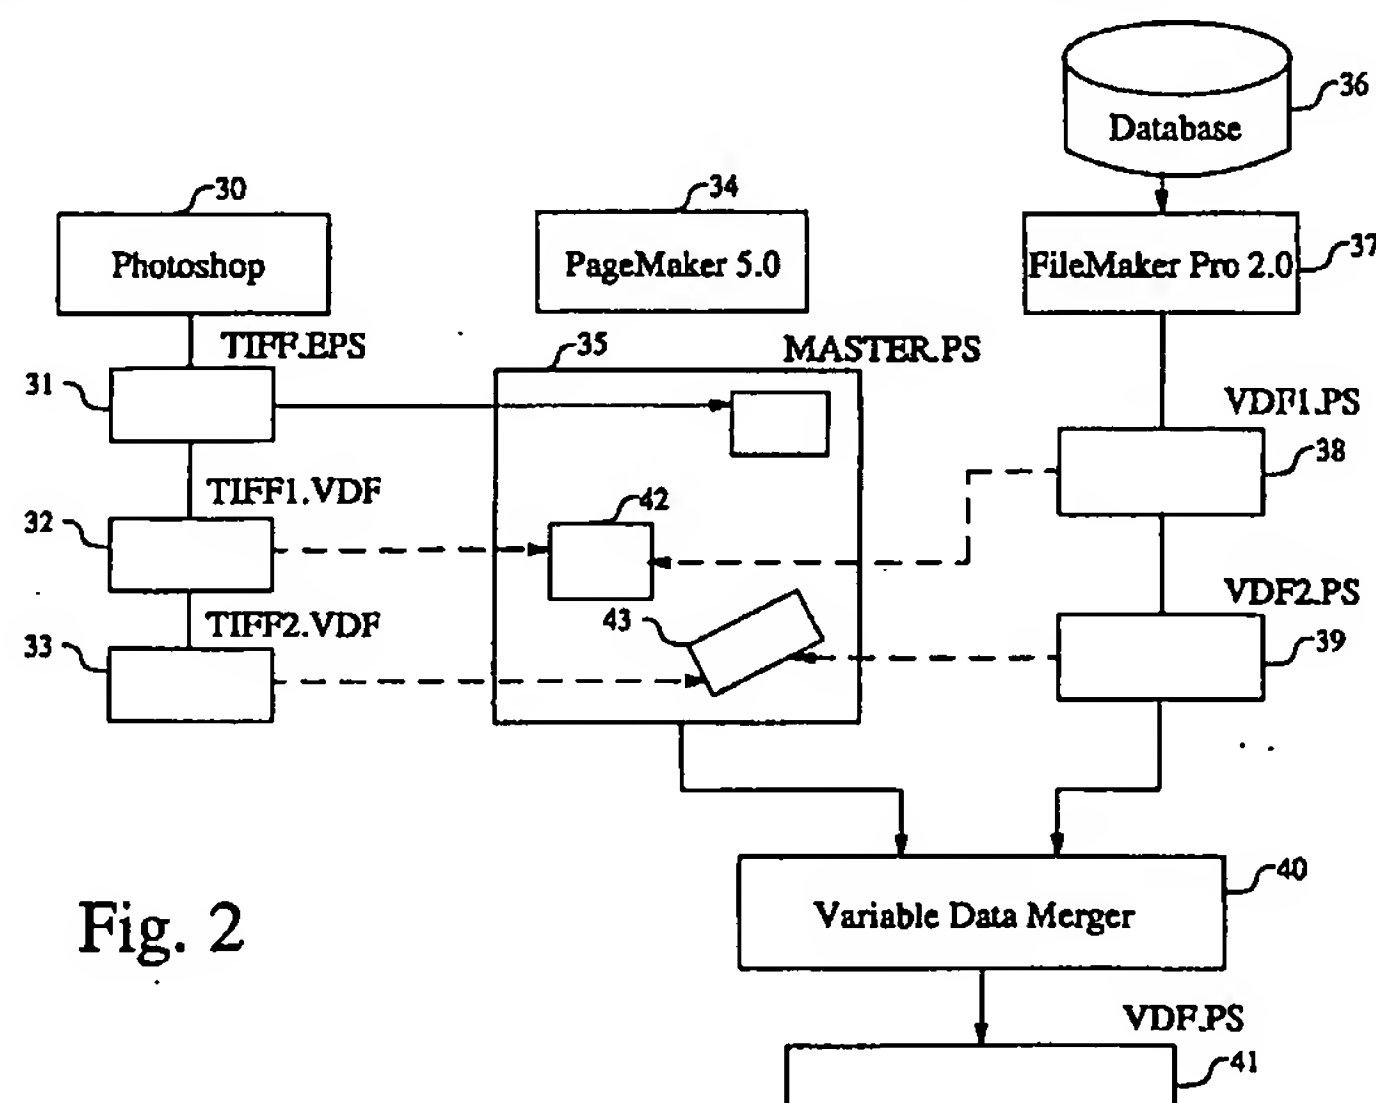 36
Database
30
34
Photoshop
PageMaker 5.0
FileMaker Pro 2.0
37
TIFF.EPS
35
MASTER.PS
31
VDF1.PS
38
TIFF1.VDF
42
32
VDF2.PS
TIFF2.VDF
43
33
39
40
Variable Data Merger
Fig. 2
VDF.PS
41